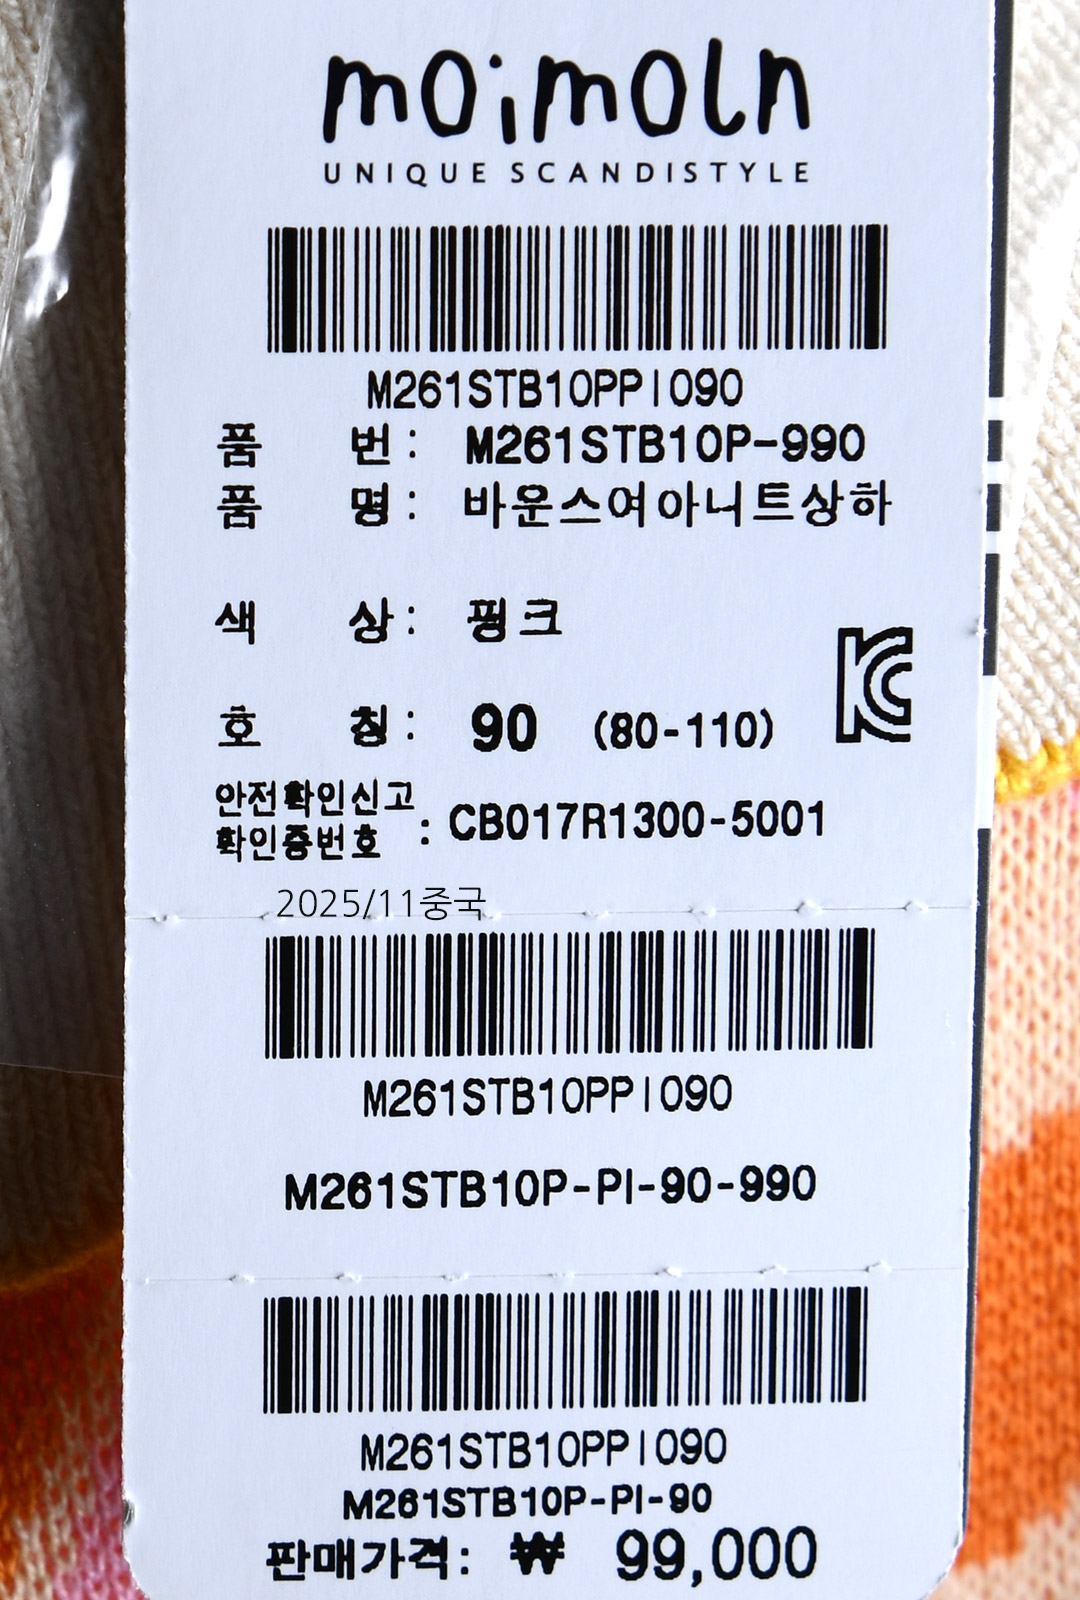 moimoln
UNIQUE SCANDISTYLE
M261STB10PPI090
품 번 : M261STB10P-990
품 명 : 바운스여아니트상하
색 상 : 핑크
호 칭 : 90 (80-110)
안전확인신고
확인증번호 : CB017R1300-5001
2025/11중국
M261STB10PPI090
M261STB10P-PI-90-990
M261STB10PPI090
M261STB10P-PI-90
판매가격: ₩ 99,000